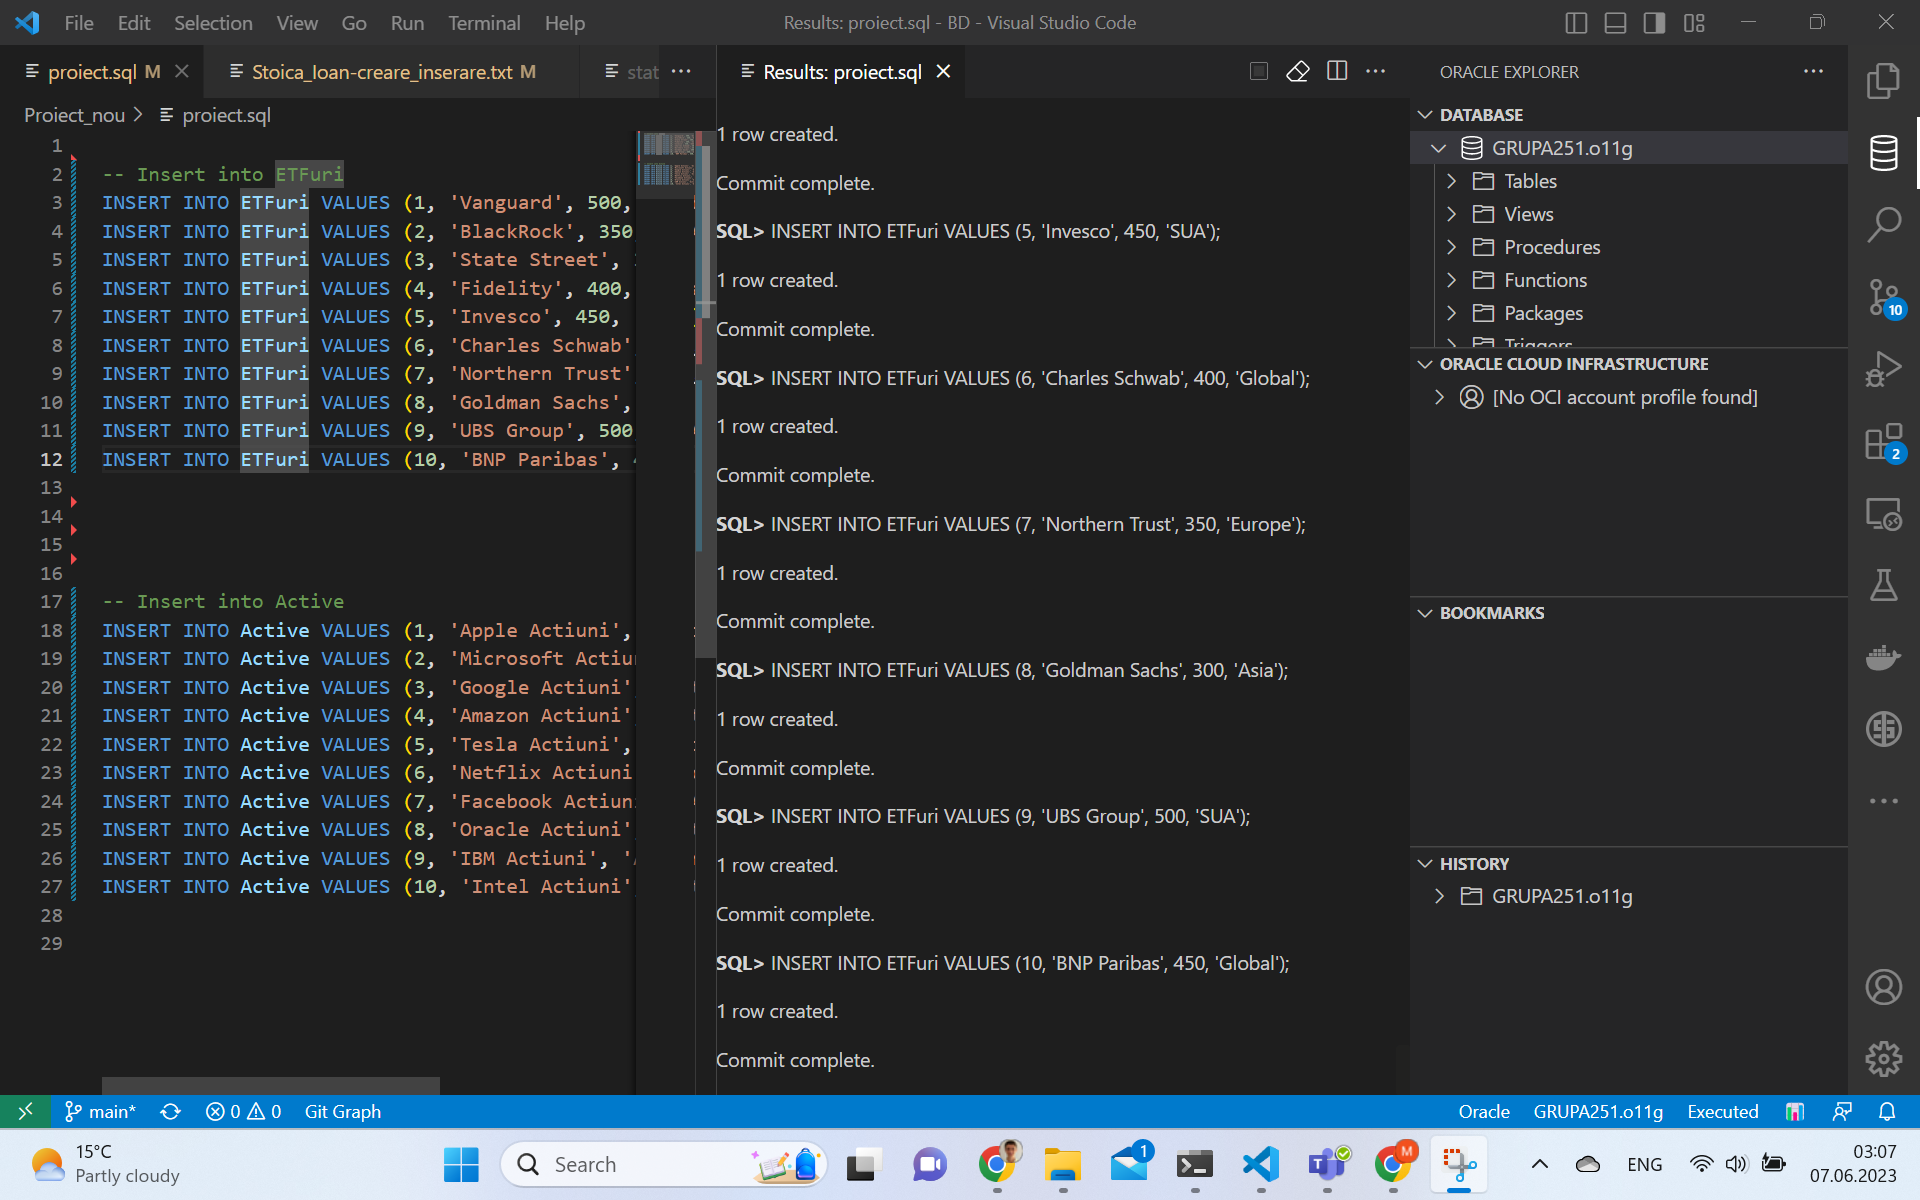 File Edit Selection View Go Run Terminal Help
Results: proiect.sql - BD - Visual Studio Code
proiect.sql M
Stoica_Ioan-creare_inserare.txt M
stat
Results: proiect.sql
Proiect_nou > proiect.sql
1
2 -- Insert into ETFuri
3 INSERT INTO ETFuri VALUES (1, 'Vanguard', 500,
4 INSERT INTO ETFuri VALUES (2, 'BlackRock', 350
5 INSERT INTO ETFuri VALUES (3, 'State Street',
6 INSERT INTO ETFuri VALUES (4, 'Fidelity', 400,
7 INSERT INTO ETFuri VALUES (5, 'Invesco', 450,
8 INSERT INTO ETFuri VALUES (6, 'Charles Schwab'
9 INSERT INTO ETFuri VALUES (7, 'Northern Trust'
10 INSERT INTO ETFuri VALUES (8, 'Goldman Sachs',
11 INSERT INTO ETFuri VALUES (9, 'UBS Group', 500
12 INSERT INTO ETFuri VALUES (10, 'BNP Paribas',
13
14
15
16
17 -- Insert into Active
18 INSERT INTO Active VALUES (1, 'Apple Actiuni',
19 INSERT INTO Active VALUES (2, 'Microsoft Actiu
20 INSERT INTO Active VALUES (3, 'Google Actiuni'
21 INSERT INTO Active VALUES (4, 'Amazon Actiuni'
22 INSERT INTO Active VALUES (5, 'Tesla Actiuni',
23 INSERT INTO Active VALUES (6, 'Netflix Actiuni
24 INSERT INTO Active VALUES (7, 'Facebook Actiun
25 INSERT INTO Active VALUES (8, 'Oracle Actiuni'
26 INSERT INTO Active VALUES (9, 'IBM Actiuni', '
27 INSERT INTO Active VALUES (10, 'Intel Actiuni'
28
29
1 row created.
Commit complete.
SQL> INSERT INTO ETFuri VALUES (5, 'Invesco', 450, 'SUA');
1 row created.
Commit complete.
SQL> INSERT INTO ETFuri VALUES (6, 'Charles Schwab', 400, 'Global');
1 row created.
Commit complete.
SQL> INSERT INTO ETFuri VALUES (7, 'Northern Trust', 350, 'Europe');
1 row created.
Commit complete.
SQL> INSERT INTO ETFuri VALUES (8, 'Goldman Sachs', 300, 'Asia');
1 row created.
Commit complete.
SQL> INSERT INTO ETFuri VALUES (9, 'UBS Group', 500, 'SUA');
1 row created.
Commit complete.
SQL> INSERT INTO ETFuri VALUES (10, 'BNP Paribas', 450, 'Global');
1 row created.
Commit complete.
ORACLE EXPLORER
DATABASE
GRUPA251.o11g
Tables
Views
Procedures
Functions
Packages
Triggers
ORACLE CLOUD INFRASTRUCTURE
[No OCI account profile found]
BOOKMARKS
HISTORY
GRUPA251.o11g
10
2
main* 0 0 Git Graph
Oracle GRUPA251.o11g Executed
15°C
Partly cloudy
Search
1
M
ENG
03:07
07.06.2023